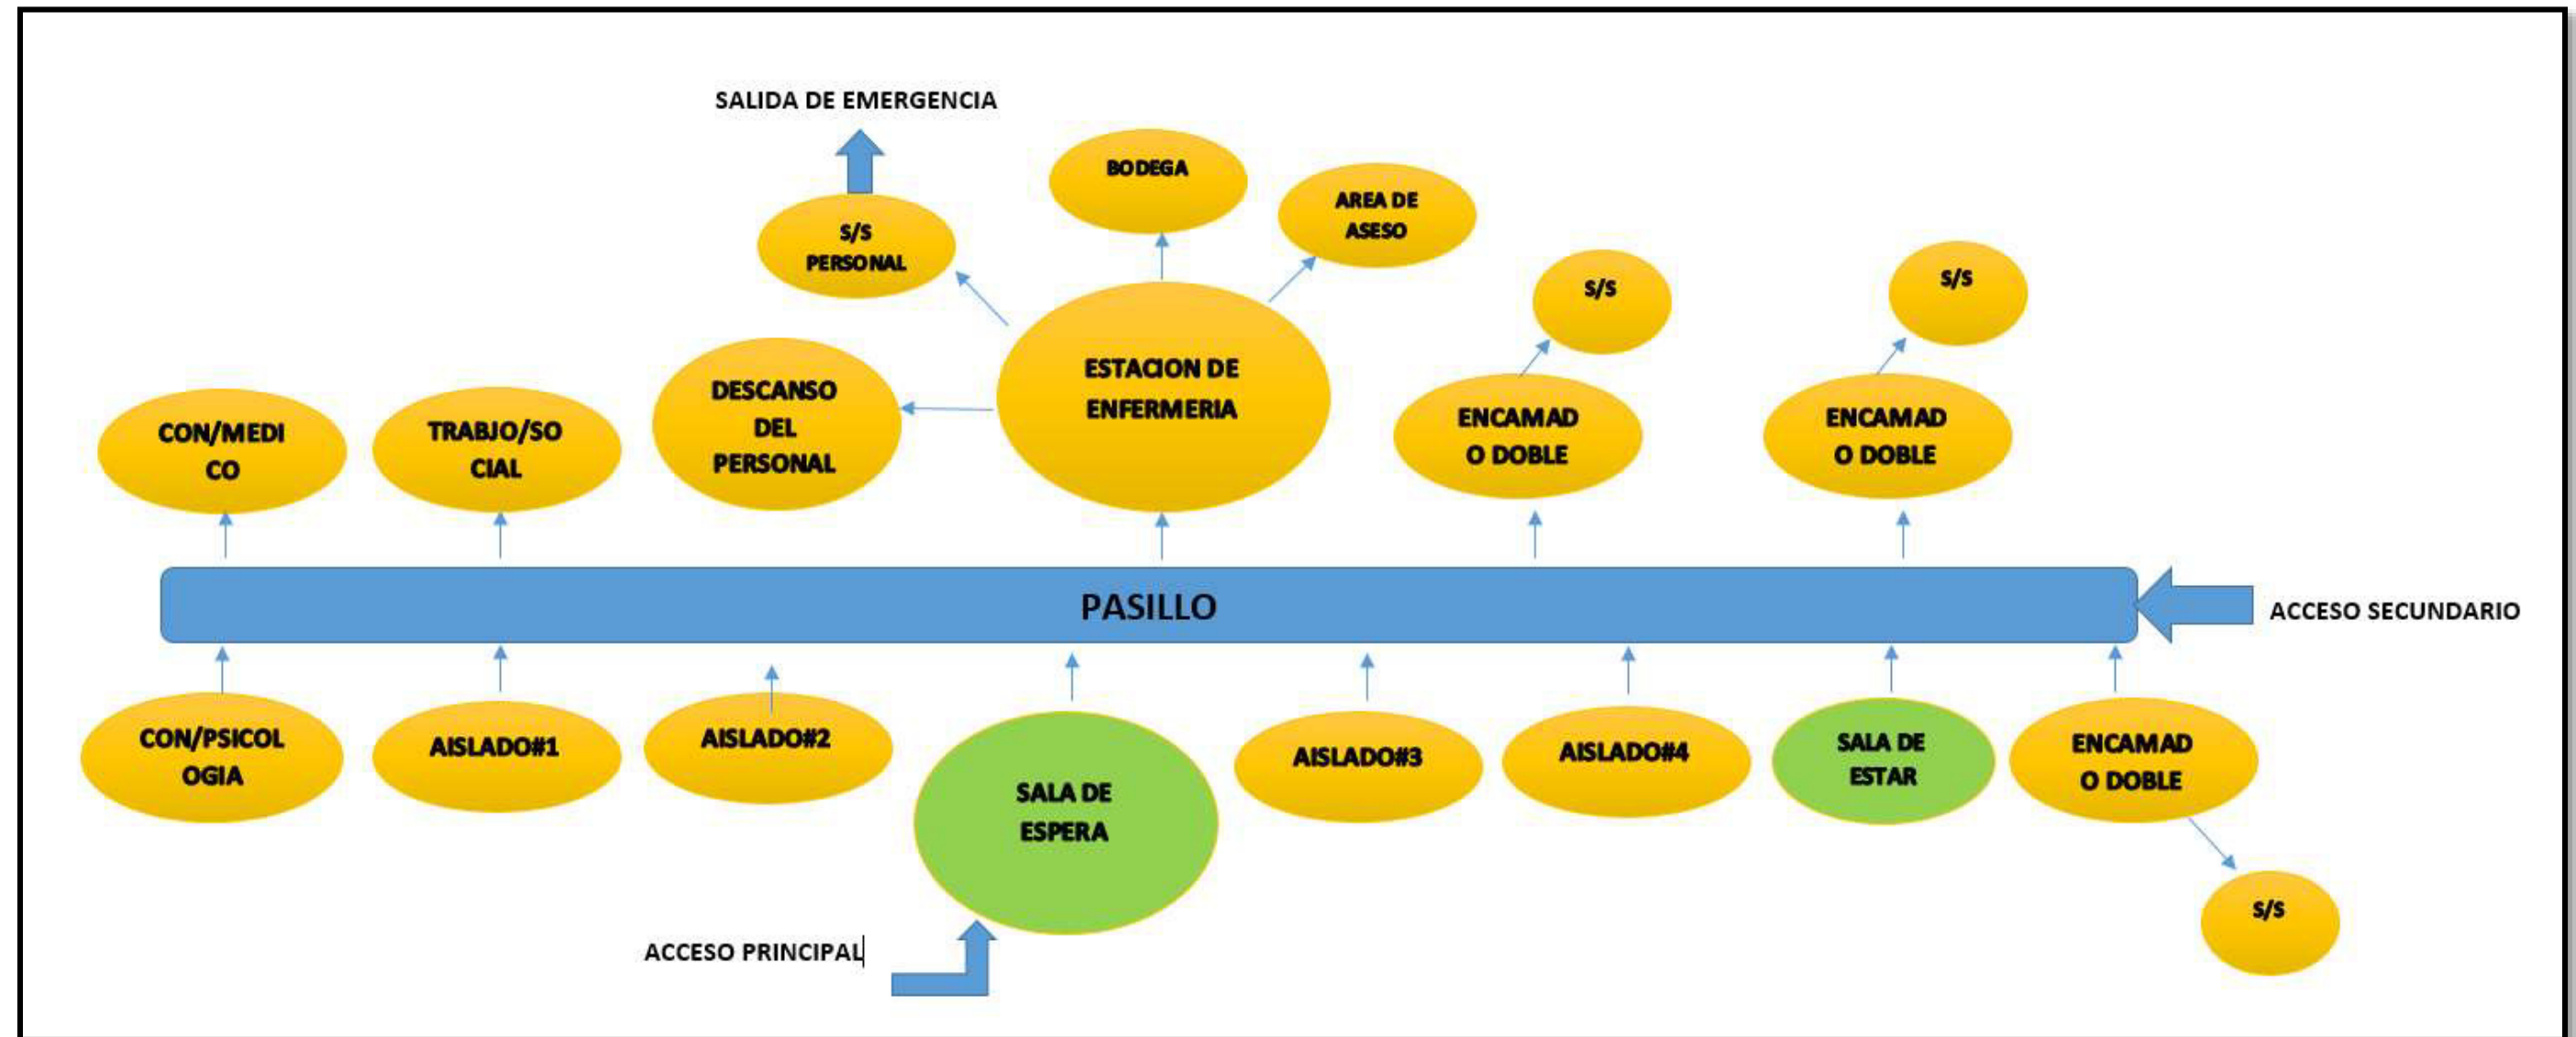 SALIDA DE EMERGENCIA
BODEGA
AREA DE
ASESO
S/S
PERSONAL
S/S
S/S
ESTACION DE
ENFERMERIA
DESCANSO
DEL
PERSONAL
CON/MEDI
CO
TRABJO/SO
CIAL
ENCAMAD
O DOBLE
ENCAMAD
O DOBLE
PASILLO
ACCESO SECUNDARIO
CON/PSICOL
OGIA
AISLADO#1
AISLADO#2
SALA DE
ESPERA
AISLADO#3
AISLADO#4
SALA DE
ESTAR
ENCAMAD
O DOBLE
S/S
ACCESO PRINCIPAL